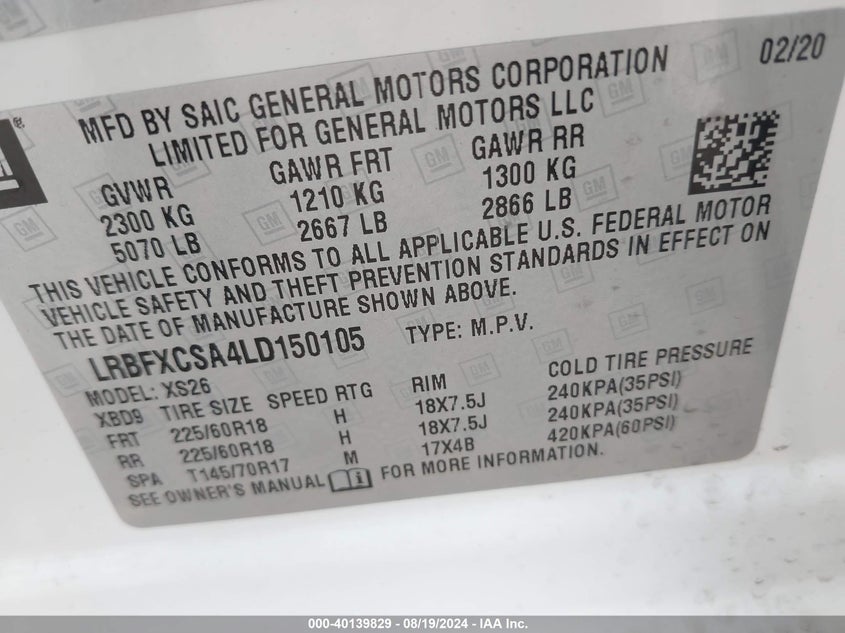 02/20
MFD BY SAIC GENERAL MOTORS CORPORATION
LIMITED FOR GENERAL MOTORS LLC
GVWR GAWR FRT GAWR RR
2300 KG 1210 KG 1300 KG
5070 LB 2667 LB 2866 LB
THIS VEHICLE CONFORMS TO ALL APPLICABLE U.S. FEDERAL MOTOR
VEHICLE SAFETY AND THEFT PREVENTION STANDARDS IN EFFECT ON
THE DATE OF MANUFACTURE SHOWN ABOVE.
LRBFXCSA4LD150105 TYPE: M.P.V.
MODEL: XS26
XBD9 TIRE SIZE SPEED RTG RIM COLD TIRE PRESSURE
FRT 225/60R18 H 18X7.5J 240KPA(35PSI)
RR 225/60R18 H 18X7.5J 240KPA(35PSI)
SPA T145/70R17 M 17X4B 420KPA(60PSI)
SEE OWNER'S MANUAL FOR MORE INFORMATION.
000-40139829 - 08/19/2024 - IAA Inc.